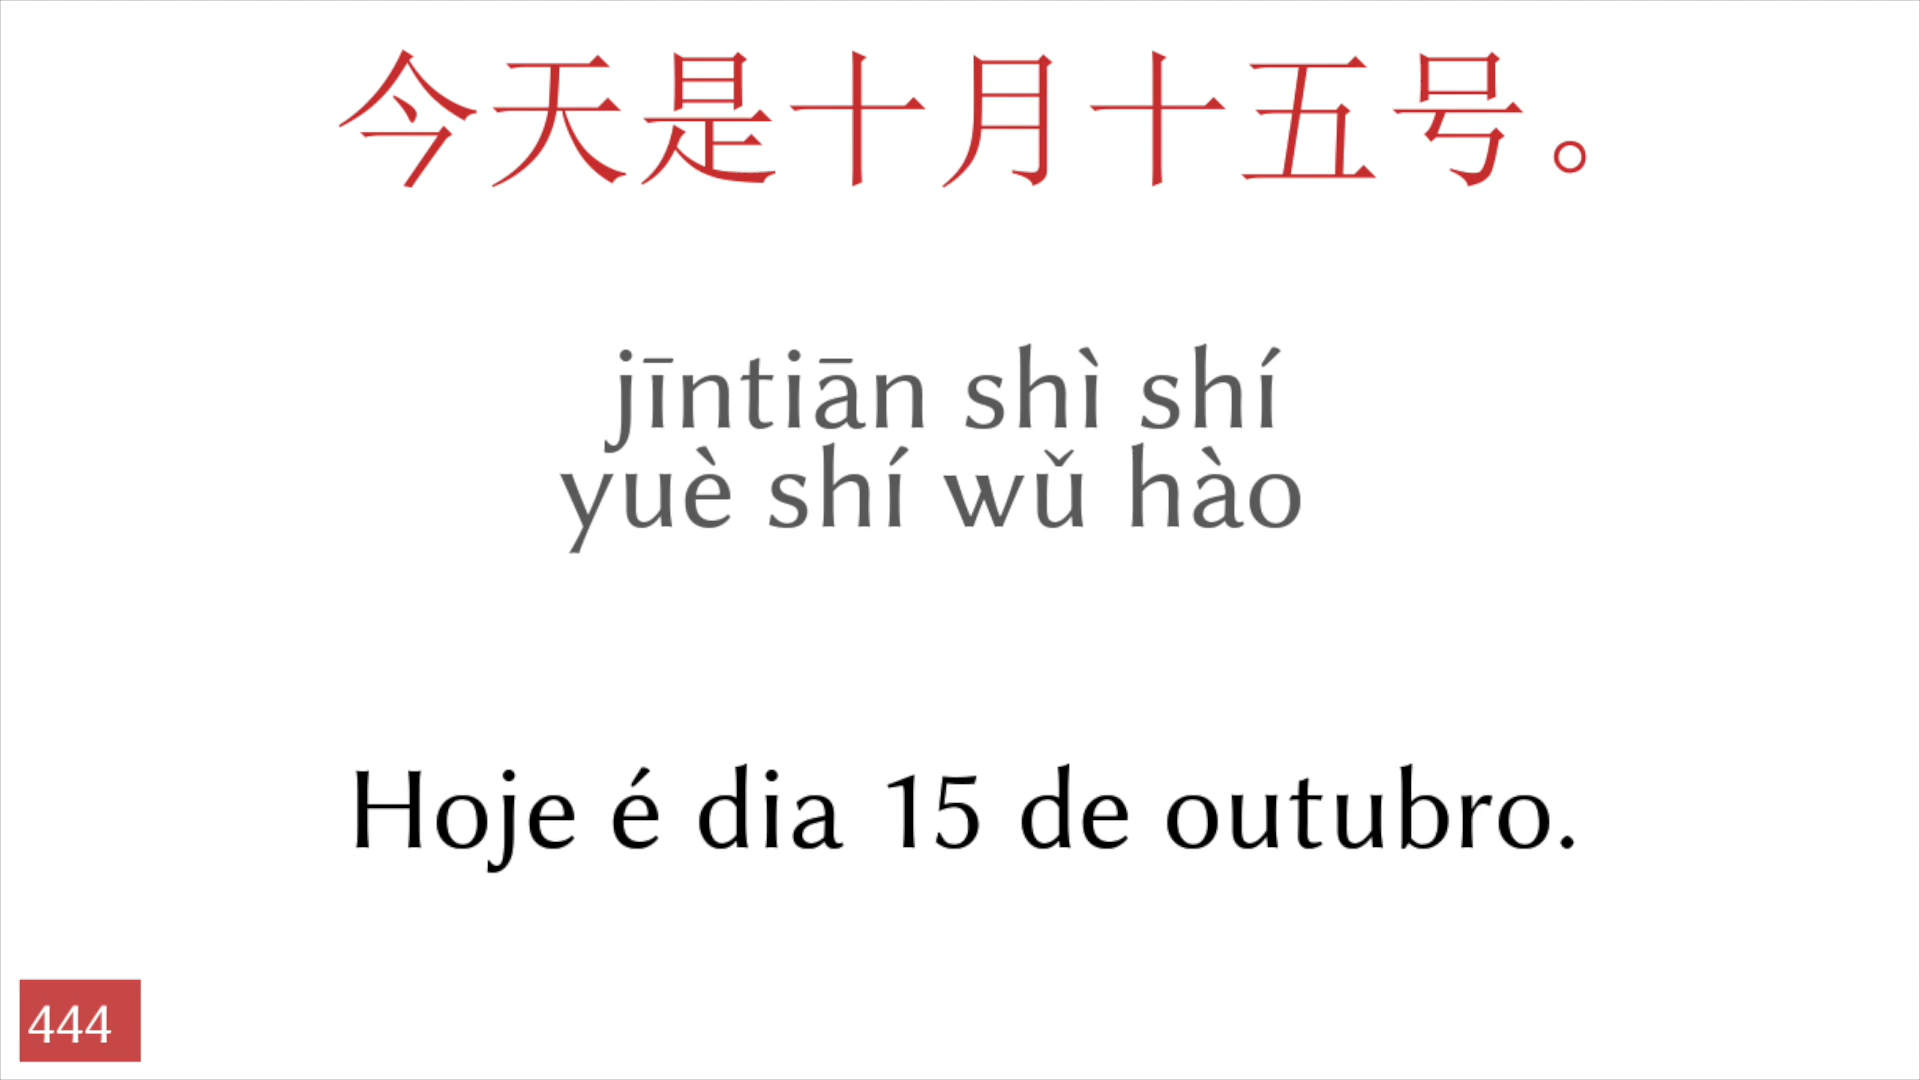 今天是十月十五号。
jīntiān shì shí
yuè shí wǔ hào
Hoje é dia 15 de outubro.
444